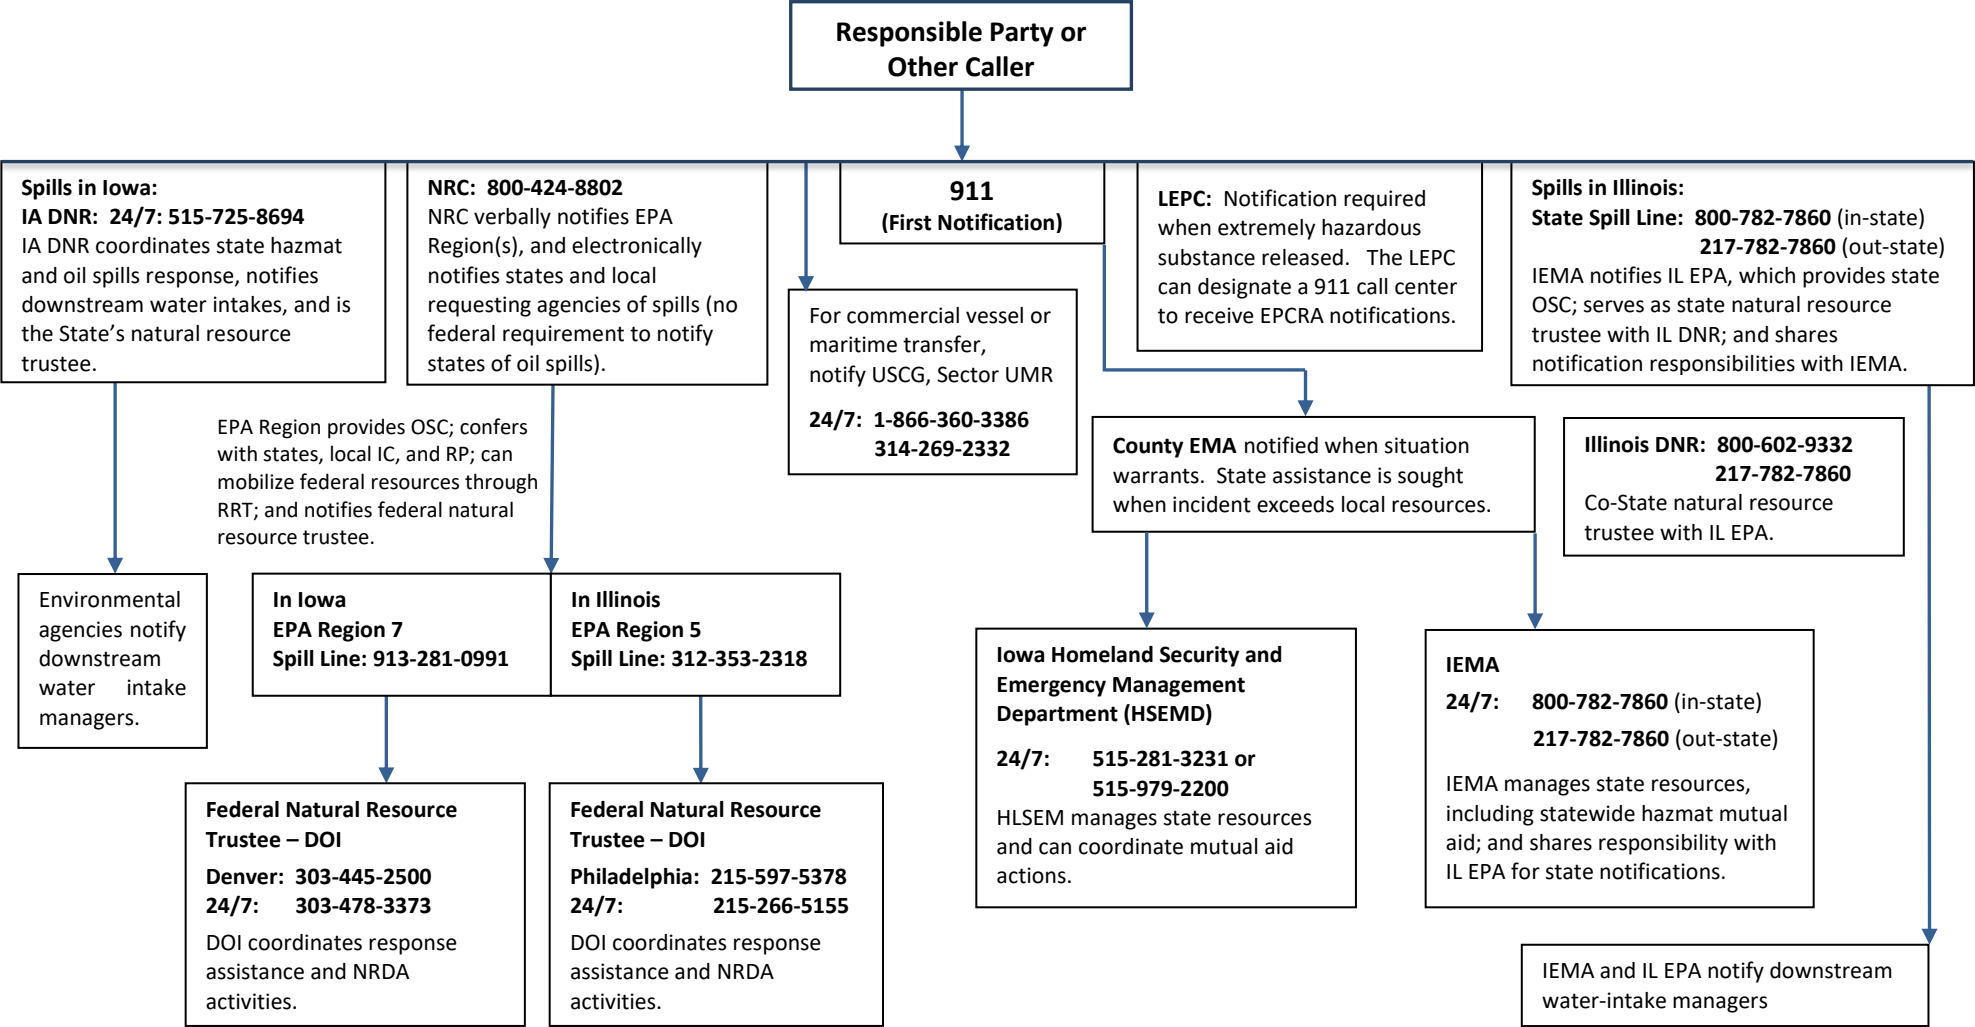 Responsible Party or
Other Caller
Spills in Iowa:
IA DNR: 24/7: 515-725-8694
IA DNR coordinates state hazmat
and oil spills response, notifies
downstream water intakes, and is
the State’s natural resource
trustee.
NRC: 800-424-8802
NRC verbally notifies EPA
Region(s), and electronically
notifies states and local
requesting agencies of spills (no
federal requirement to notify
states of oil spills).
911
(First Notification)
LEPC: Notification required
when extremely hazardous
substance released. The LEPC
can designate a 911 call center
to receive EPCRA notifications.
Spills in Illinois:
State Spill Line: 800-782-7860 (in-state)
217-782-7860 (out-state)
IEMA notifies IL EPA, which provides state
OSC; serves as state natural resource
trustee with IL DNR; and shares
notification responsibilities with IEMA.
For commercial vessel or
maritime transfer,
notify USCG, Sector UMR
24/7: 1-866-360-3386
314-269-2332
EPA Region provides OSC; confers
with states, local IC, and RP; can
mobilize federal resources through
RRT; and notifies federal natural
resource trustee.
County EMA notified when situation
warrants. State assistance is sought
when incident exceeds local resources.
Illinois DNR: 800-602-9332
217-782-7860
Co-State natural resource
trustee with IL EPA.
Environmental
agencies notify
downstream
water intake
managers.
In Iowa
EPA Region 7
Spill Line: 913-281-0991
In Illinois
EPA Region 5
Spill Line: 312-353-2318
Iowa Homeland Security and
Emergency Management
Department (HSEMD)
24/7: 515-281-3231 or
515-979-2200
HLSEM manages state resources
and can coordinate mutual aid
actions.
IEMA
24/7: 800-782-7860 (in-state)
217-782-7860 (out-state)
IEMA manages state resources,
including statewide hazmat mutual
aid; and shares responsibility with
IL EPA for state notifications.
Federal Natural Resource
Trustee – DOI
Denver: 303-445-2500
24/7: 303-478-3373
DOI coordinates response
assistance and NRDA
activities.
Federal Natural Resource
Trustee – DOI
Philadelphia: 215-597-5378
24/7: 215-266-5155
DOI coordinates response
assistance and NRDA
activities.
IEMA and IL EPA notify downstream
water-intake managers